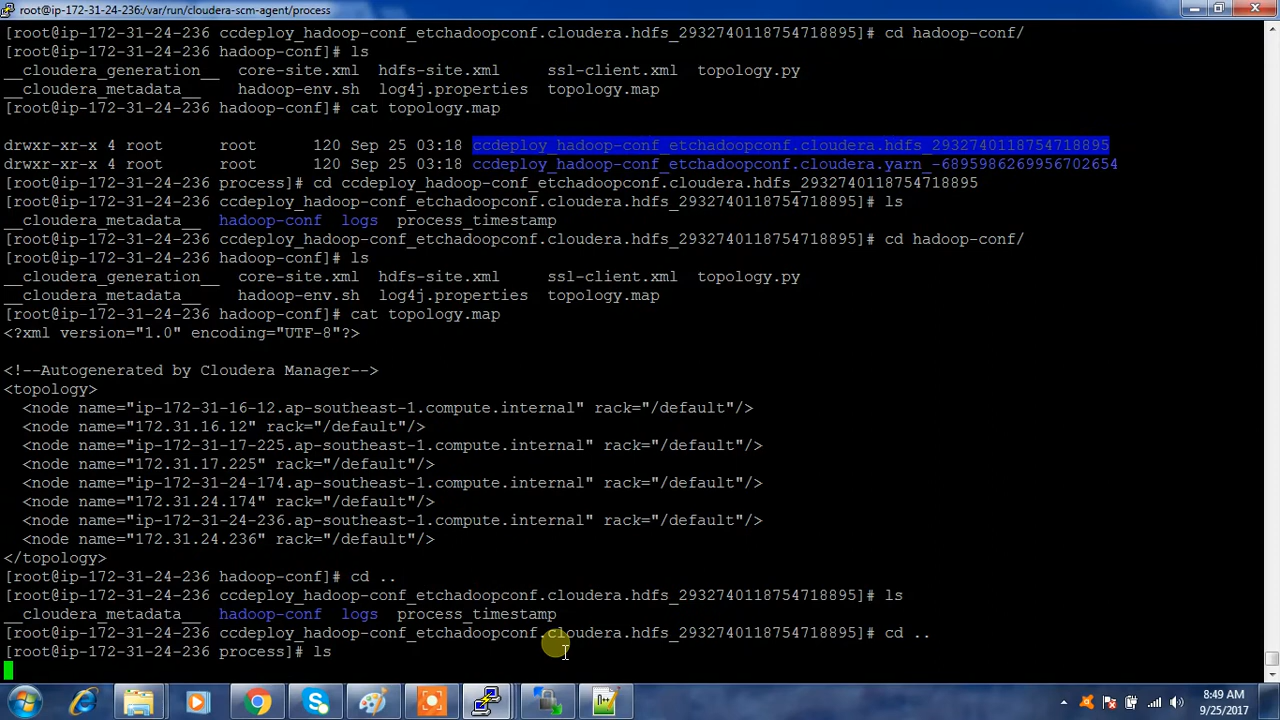 root@ip-172-31-24-236:/var/run/cloudera-scm-agent/process
[root@ip-172-31-24-236 ccdeploy_hadoop-conf_etchadoopconf.cloudera.hdfs_2932740118754718895]# cd hadoop-conf/
[root@ip-172-31-24-236 hadoop-conf]# ls
__cloudera_generation__  core-site.xml  hdfs-site.xml     ssl-client.xml  topology.py
__cloudera_metadata__    hadoop-env.sh  log4j.properties  topology.map
[root@ip-172-31-24-236 hadoop-conf]# cat topology.map
drwxr-xr-x 4 root      root      120 Sep 25 03:18 ccdeploy_hadoop-conf_etchadoopconf.cloudera.hdfs_2932740118754718895
drwxr-xr-x 4 root      root      120 Sep 25 03:18 ccdeploy_hadoop-conf_etchadoopconf.cloudera.yarn_-6895986269956702654
[root@ip-172-31-24-236 process]# cd ccdeploy_hadoop-conf_etchadoopconf.cloudera.hdfs_2932740118754718895
[root@ip-172-31-24-236 ccdeploy_hadoop-conf_etchadoopconf.cloudera.hdfs_2932740118754718895]# ls
__cloudera_metadata__  hadoop-conf  logs  process_timestamp
[root@ip-172-31-24-236 ccdeploy_hadoop-conf_etchadoopconf.cloudera.hdfs_2932740118754718895]# cd hadoop-conf/
[root@ip-172-31-24-236 hadoop-conf]# ls
__cloudera_generation__  core-site.xml  hdfs-site.xml     ssl-client.xml  topology.py
__cloudera_metadata__    hadoop-env.sh  log4j.properties  topology.map
[root@ip-172-31-24-236 hadoop-conf]# cat topology.map
<?xml version="1.0" encoding="UTF-8"?>
<!--Autogenerated by Cloudera Manager-->
<topology>
  <node name="ip-172-31-16-12.ap-southeast-1.compute.internal" rack="/default"/>
  <node name="172.31.16.12" rack="/default"/>
  <node name="ip-172-31-17-225.ap-southeast-1.compute.internal" rack="/default"/>
  <node name="172.31.17.225" rack="/default"/>
  <node name="ip-172-31-24-174.ap-southeast-1.compute.internal" rack="/default"/>
  <node name="172.31.24.174" rack="/default"/>
  <node name="ip-172-31-24-236.ap-southeast-1.compute.internal" rack="/default"/>
  <node name="172.31.24.236" rack="/default"/>
</topology>
[root@ip-172-31-24-236 hadoop-conf]# cd ..
[root@ip-172-31-24-236 ccdeploy_hadoop-conf_etchadoopconf.cloudera.hdfs_2932740118754718895]# ls
__cloudera_metadata__  hadoop-conf  logs  process_timestamp
[root@ip-172-31-24-236 ccdeploy_hadoop-conf_etchadoopconf.cloudera.hdfs_2932740118754718895]# cd ..
[root@ip-172-31-24-236 process]# ls
8:49 AM
9/25/2017